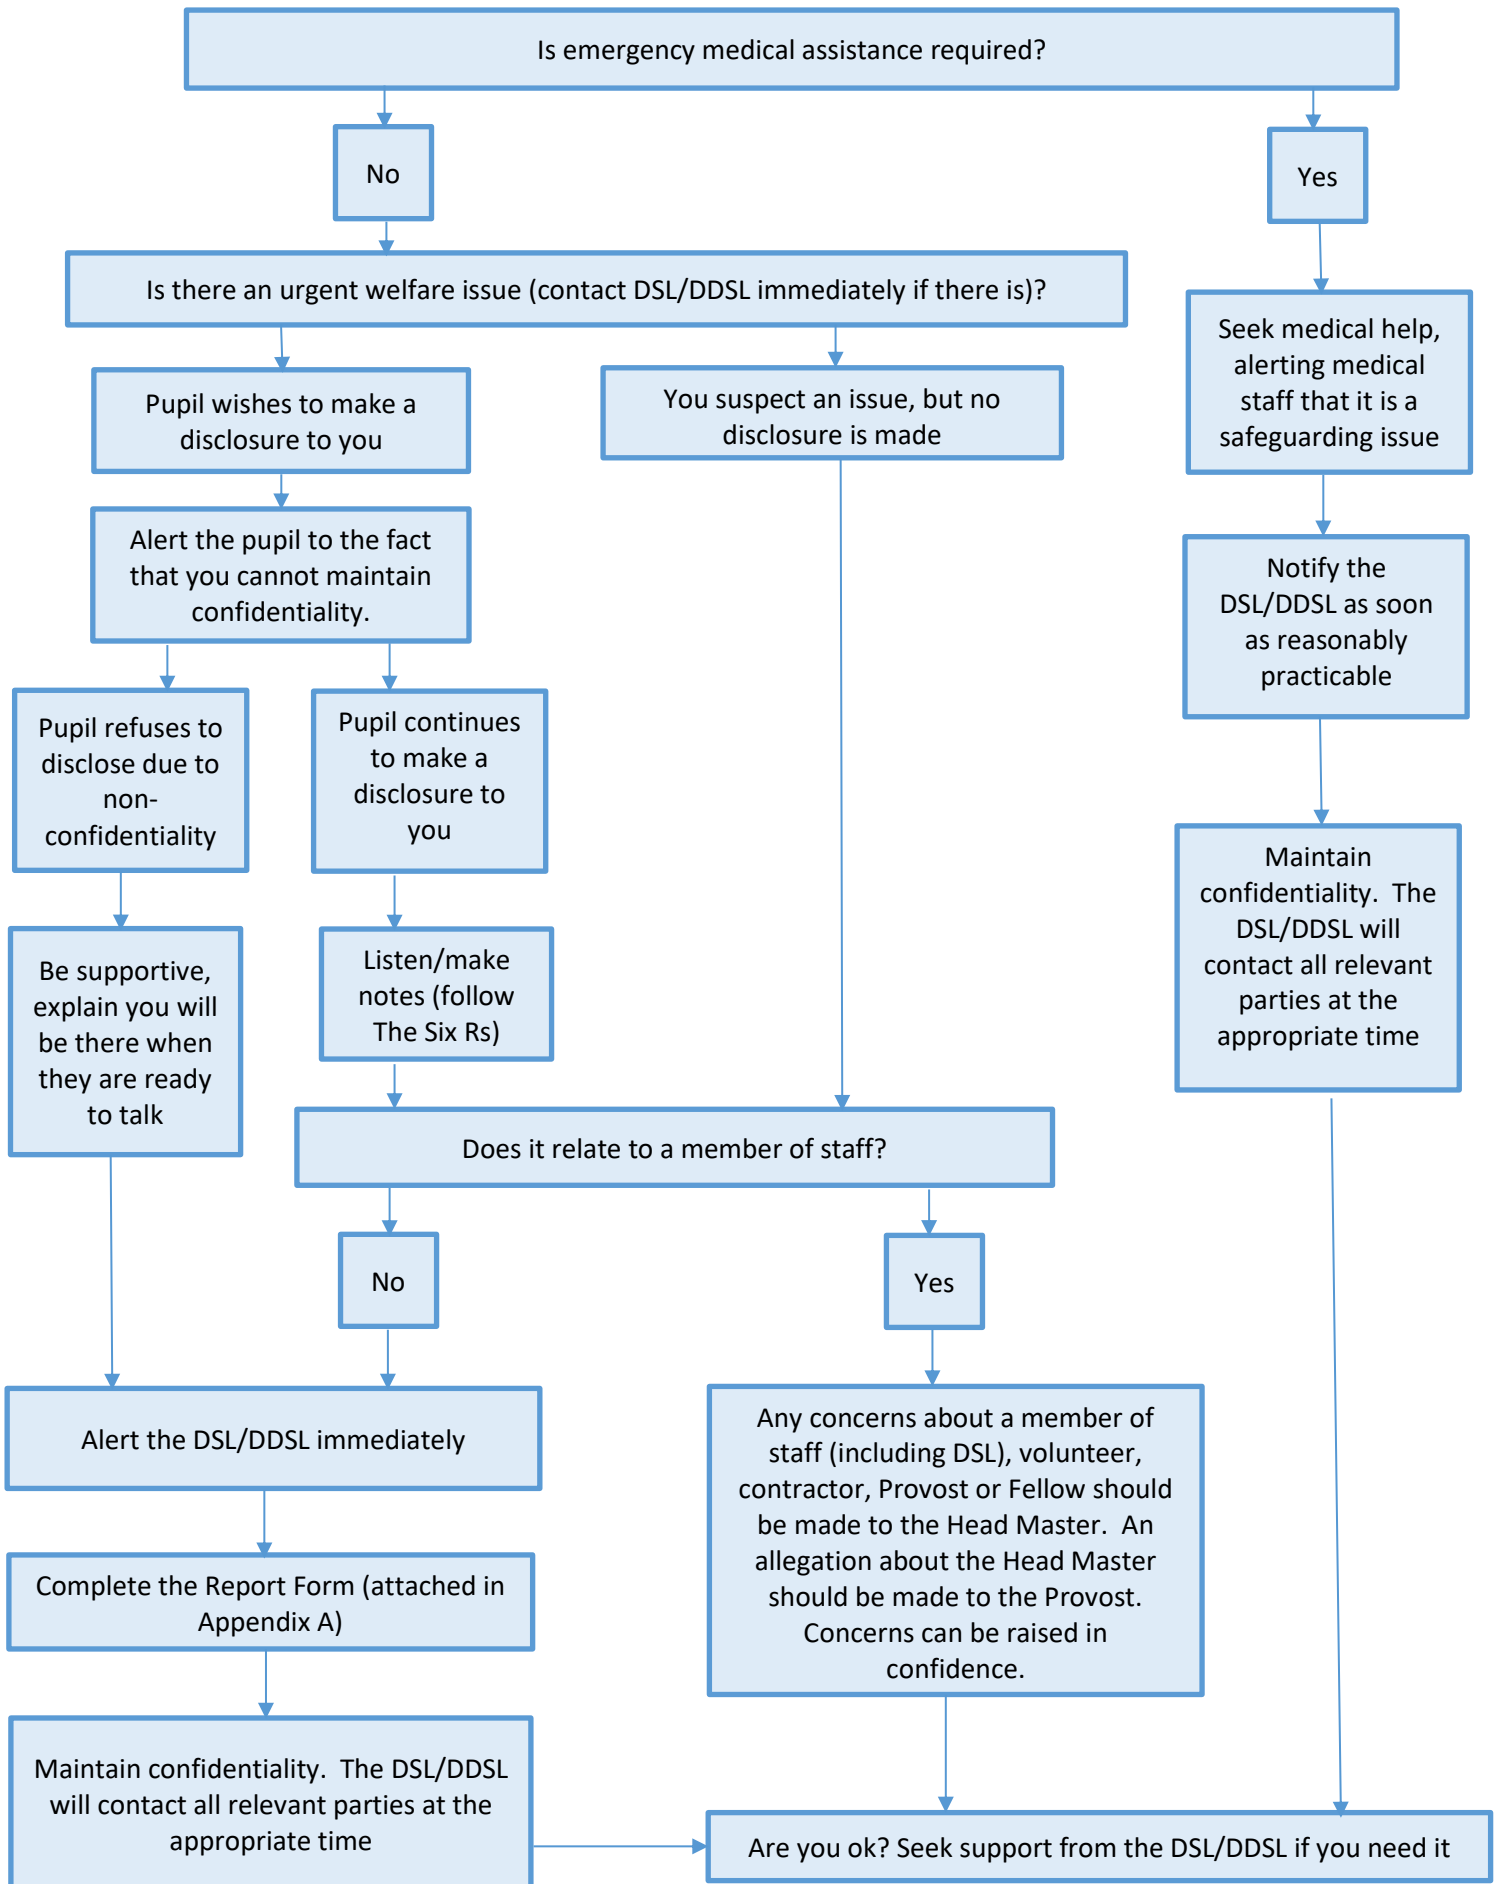 Is emergency medical assistance required?
No
Yes
Is there an urgent welfare issue (contact DSL/DDSL immediately if there is)?
Pupil wishes to make a
disclosure to you
You suspect an issue, but no
disclosure is made
Seek medical help,
alerting medical
staff that it is a
safeguarding issue
Alert the pupil to the fact
that you cannot maintain
confidentiality.
Notify the
DSL/DDSL as soon
as reasonably
practicable
Pupil refuses to
disclose due to
non-
confidentiality
Pupil continues
to make a
disclosure to
you
Maintain
confidentiality.  The
DSL/DDSL will
contact all relevant
parties at the
appropriate time
Be supportive,
explain you will
be there when
they are ready
to talk
Listen/make
notes (follow
The Six Rs)
Does it relate to a member of staff?
No
Yes
Alert the DSL/DDSL immediately
Any concerns about a member of
staff (including DSL), volunteer,
contractor, Provost or Fellow should
be made to the Head Master.  An
allegation about the Head Master
should be made to the Provost.
Concerns can be raised in
confidence.
Complete the Report Form (attached in
Appendix A)
Maintain confidentiality.  The DSL/DDSL
will contact all relevant parties at the
appropriate time
Are you ok? Seek support from the DSL/DDSL if you need it